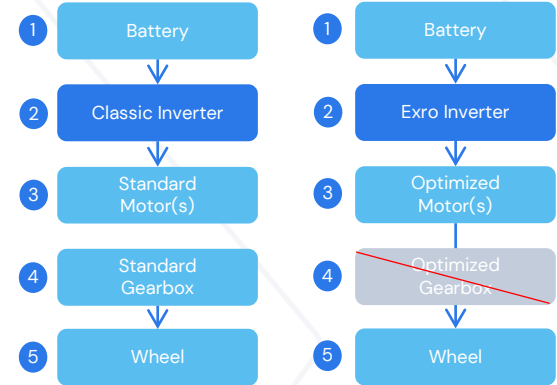 1
Battery
2
Classic Inverter
3
Standard
Motor(s)
4
Standard
Gearbox
5
Wheel
1
Battery
2
Exro Inverter
3
Optimized
Motor(s)
4
Optimized
Gearbox
5
Wheel